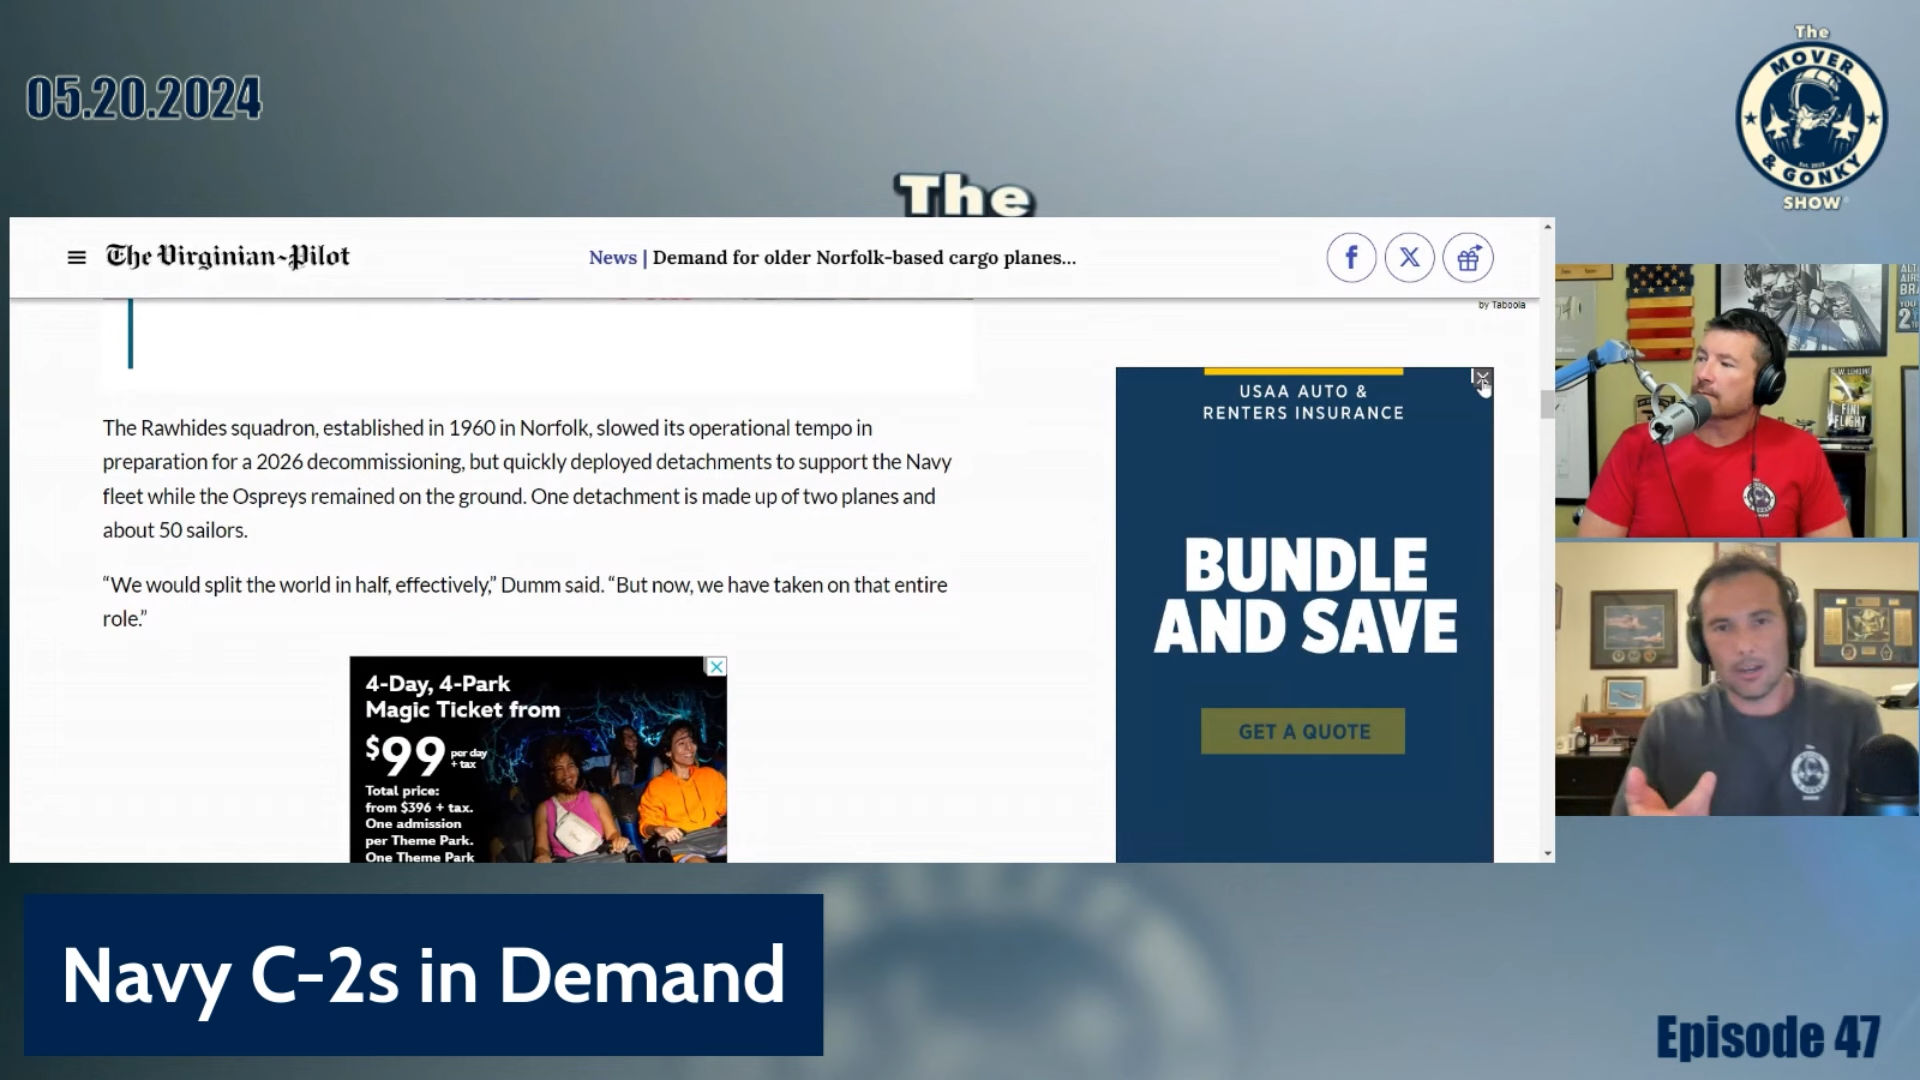 05.20.2024
The
MOVER
& GONKY
SHOW
The
The Virginian-Pilot
News | Demand for older Norfolk-based cargo planes...
by Taboola
The Rawhides squadron, established in 1960 in Norfolk, slowed its operational tempo in
preparation for a 2026 decommissioning, but quickly deployed detachments to support the Navy
fleet while the Ospreys remained on the ground. One detachment is made up of two planes and
about 50 sailors.
“We would split the world in half, effectively,” Dumm said. “But now, we have taken on that entire
role.”
USAA AUTO &
RENTERS INSURANCE
BUNDLE
AND SAVE
GET A QUOTE
4-Day, 4-Park
Magic Ticket from
$99 per day
+ tax
Total price:
from $396 + tax.
One admission
per Theme Park.
One Theme Park
FINI
FLIGHT
Navy C-2s in Demand
Episode 47